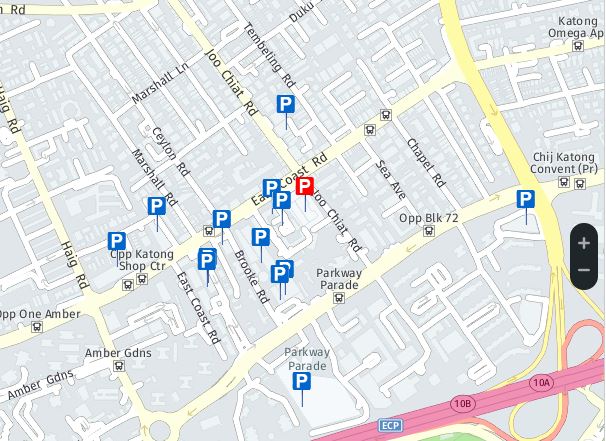 n Rd
Duku
Katong
Omega Ap
Tembeling Rd
Joo Chiat Rd
Marshall Ln
Haig Rd
Ceylon Rd
Marshall Rd
P
East Coast Rd
Sea Ave
Chapel Rd
Chij Katong
Convent (Pr)
P
P
P
Joo Chiat Rd
P
P
P
Opp Blk 72
P
P
Opp Katong
Shop Ctr
Haig Rd
East Coast Rd
P
Brooke Rd
P
P
Parkway
Parade
+
−
Opp One Amber
Amber Gdns
Amber Gdns
Parkway
Parade
P
10A
10B
ECP